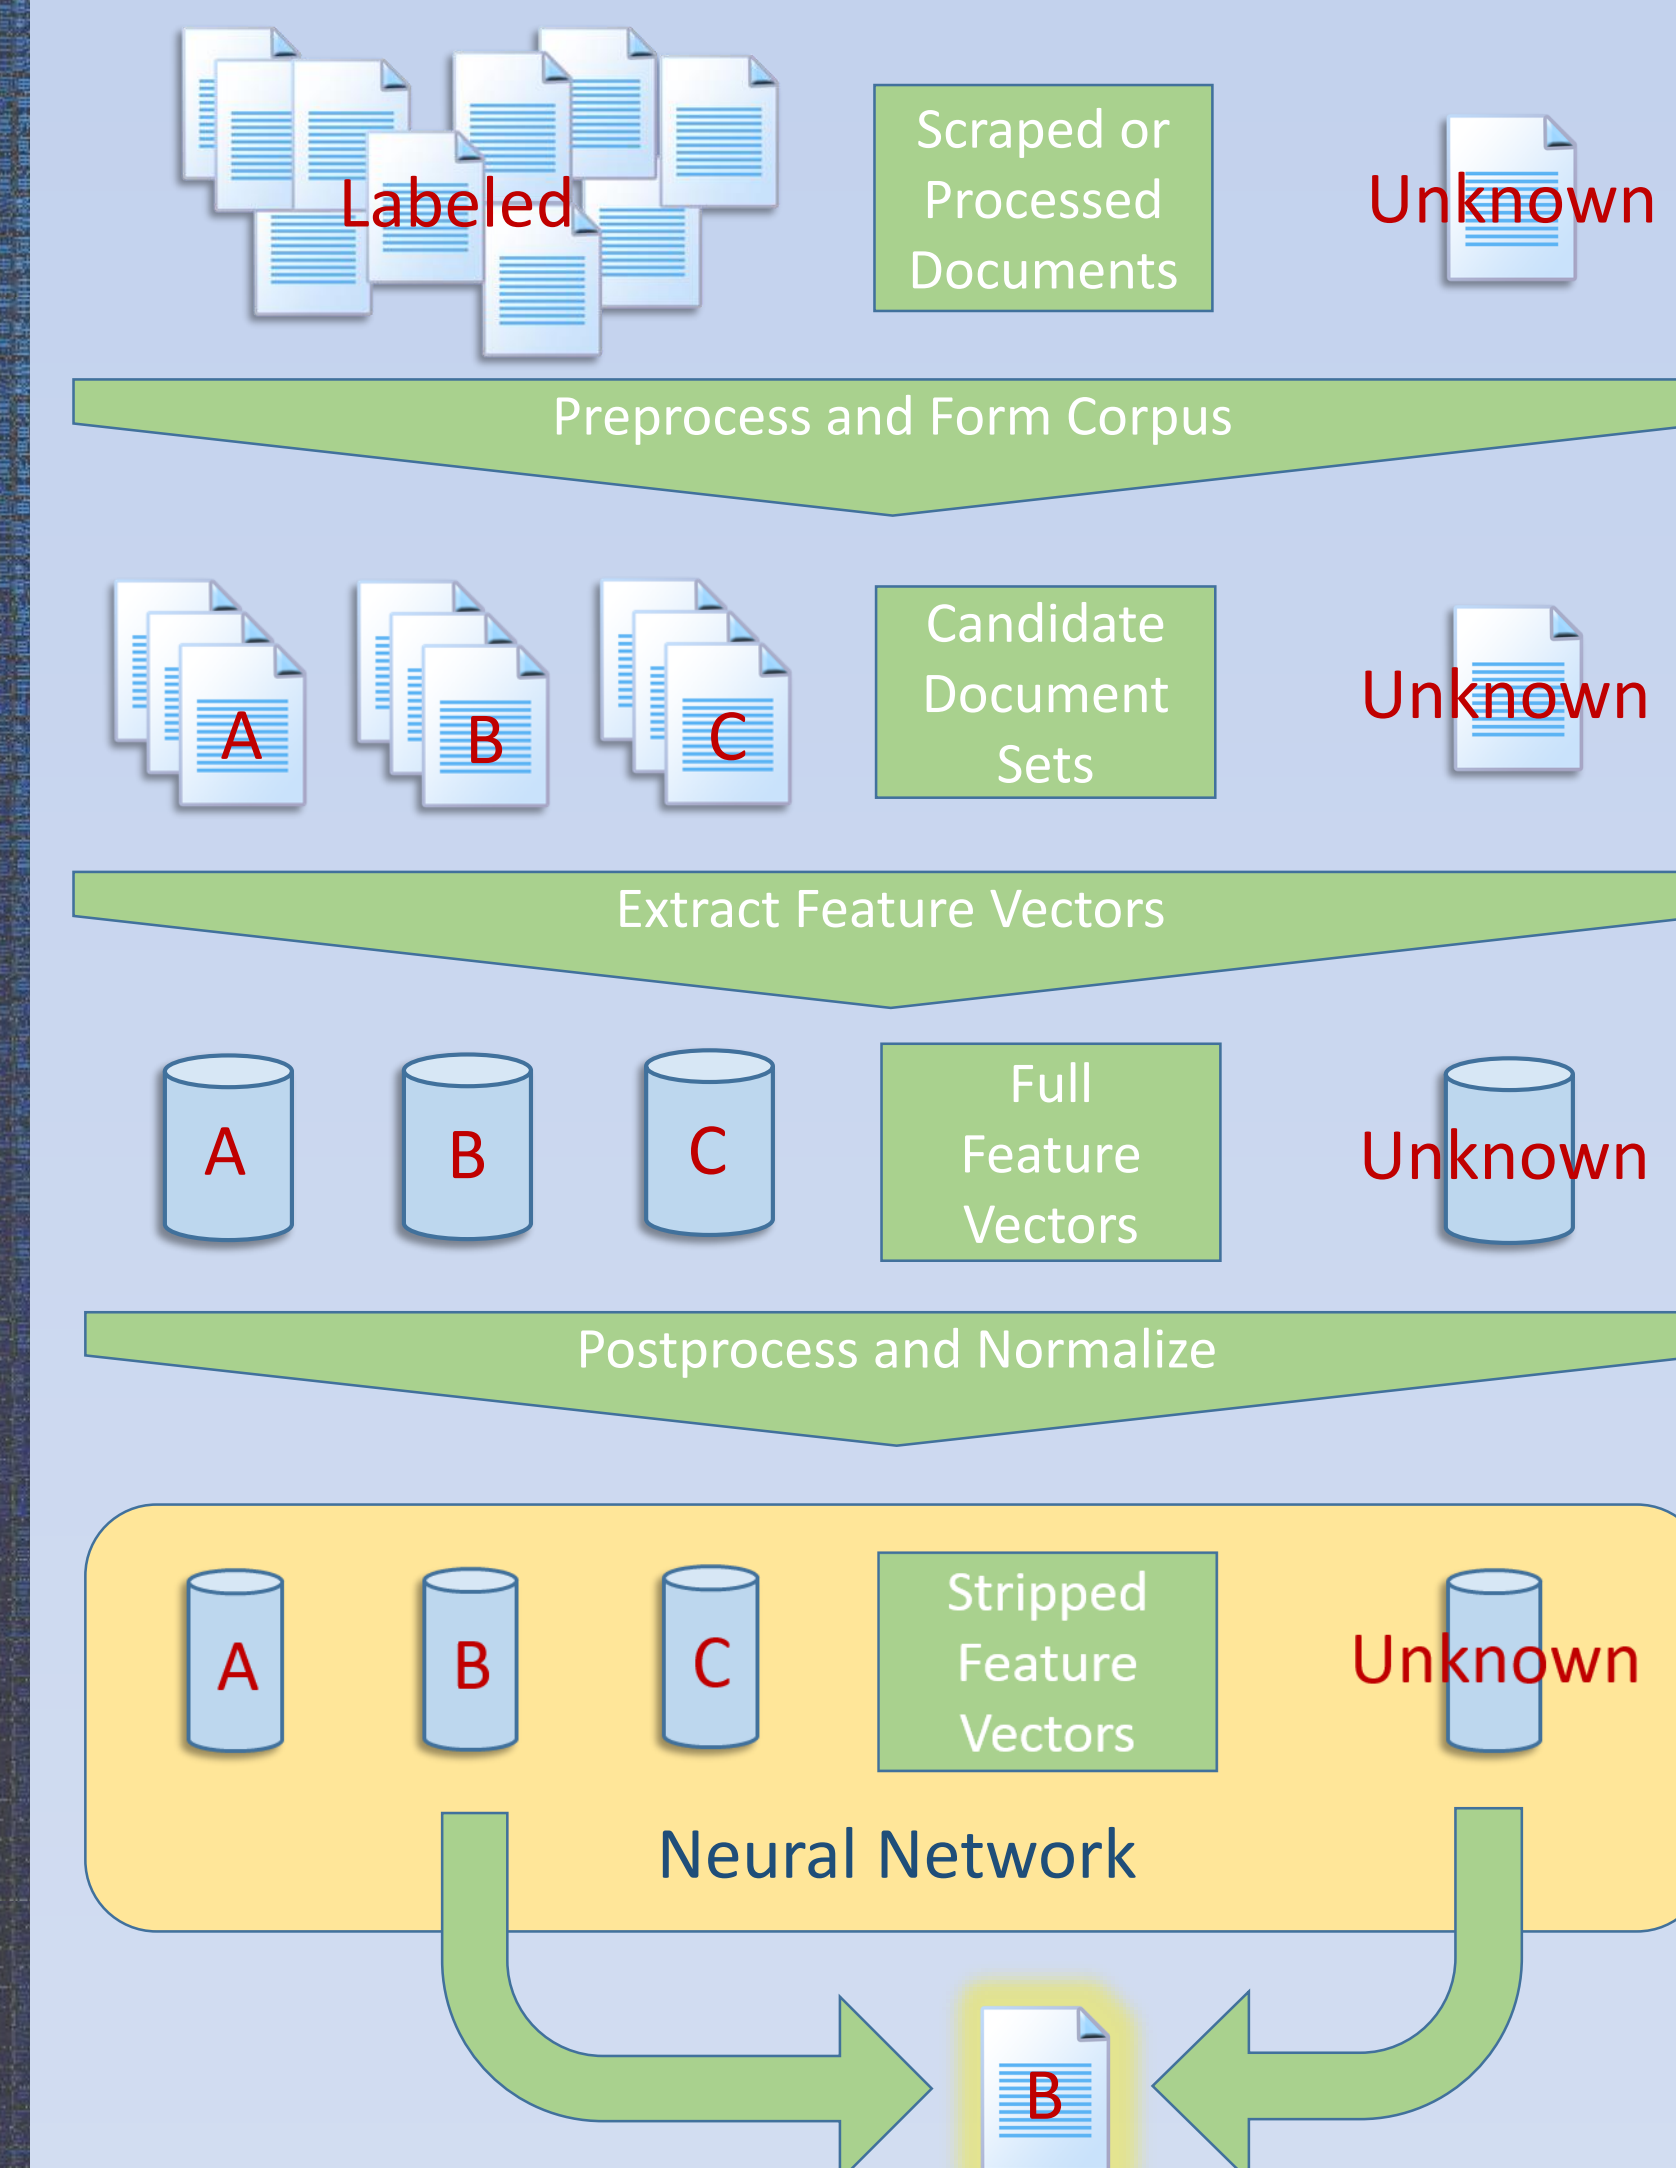 Labeled
Scraped or
Processed
Documents
Unknown
Preprocess and Form Corpus
A
B
C
Candidate
Document
Sets
Unknown
Extract Feature Vectors
A
B
C
Full
Feature
Vectors
Unknown
Postprocess and Normalize
A
B
C
Stripped
Feature
Vectors
Unknown
Neural Network
B